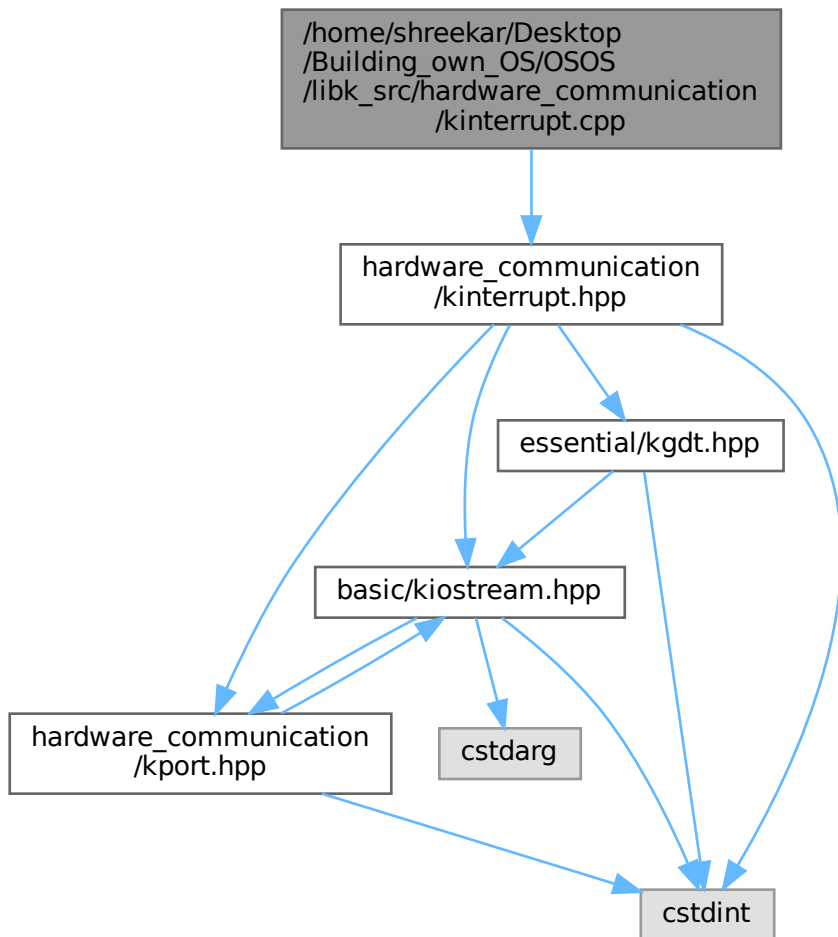 /home/shreekar/Desktop
/Building_own_OS/OSOS
/libk_src/hardware_communication
/kinterrupt.cpp
hardware_communication
/kinterrupt.hpp
essential/kgdt.hpp
basic/kiostream.hpp
hardware_communication
/kport.hpp
cstdarg
cstdint